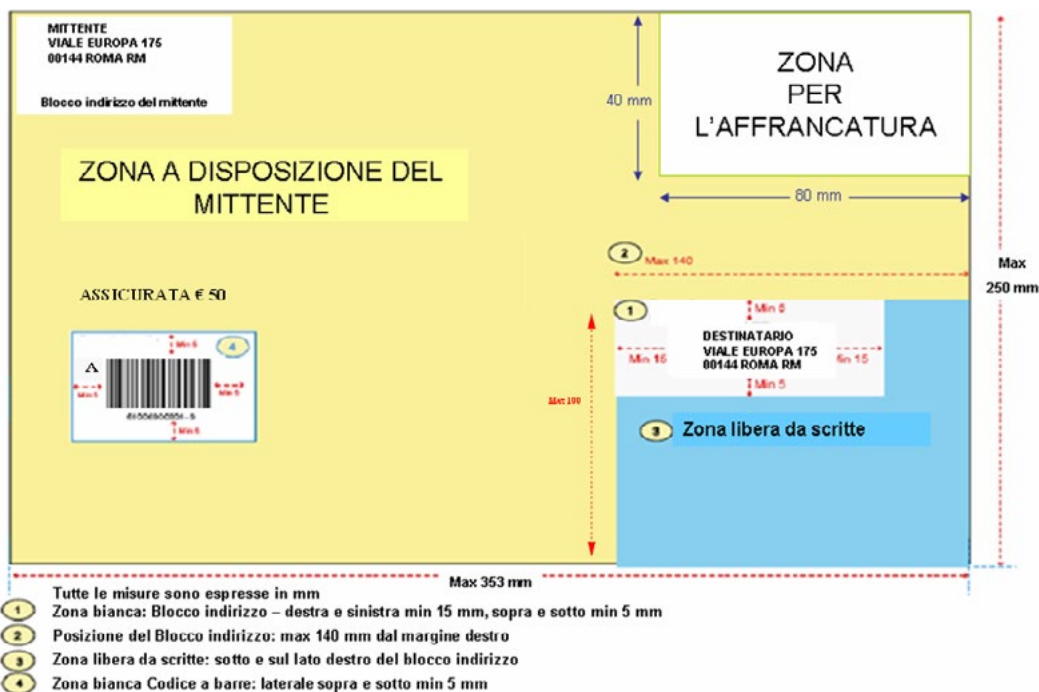 MITTENTE
VIALE EUROPA 175
00144 ROMA RM
Blocco indirizzo del mittente
ZONA
PER
L'AFFRANCATURA
40 mm
80 mm
ZONA A DISPOSIZIONE DEL
MITTENTE
2
Max 140
Max
250 mm
ASSICURATA € 50
1
Min 5
DESTINATARIO
VIALE EUROPA 175
00144 ROMA RM
Min 15
Min 15
Min 5
Max 100
3
Zona libera da scritte
Min 5
4
A
Min 5
Min 5
Min 5
Max 353 mm
Tutte le misure sono espresse in mm
1 Zona bianca: Blocco indirizzo – destra e sinistra min 15 mm, sopra e sotto min 5 mm
2 Posizione del Blocco indirizzo: max 140 mm dal margine destro
3 Zona libera da scritte: sotto e sul lato destro del blocco indirizzo
4 Zona bianca Codice a barre: laterale sopra e sotto min 5 mm